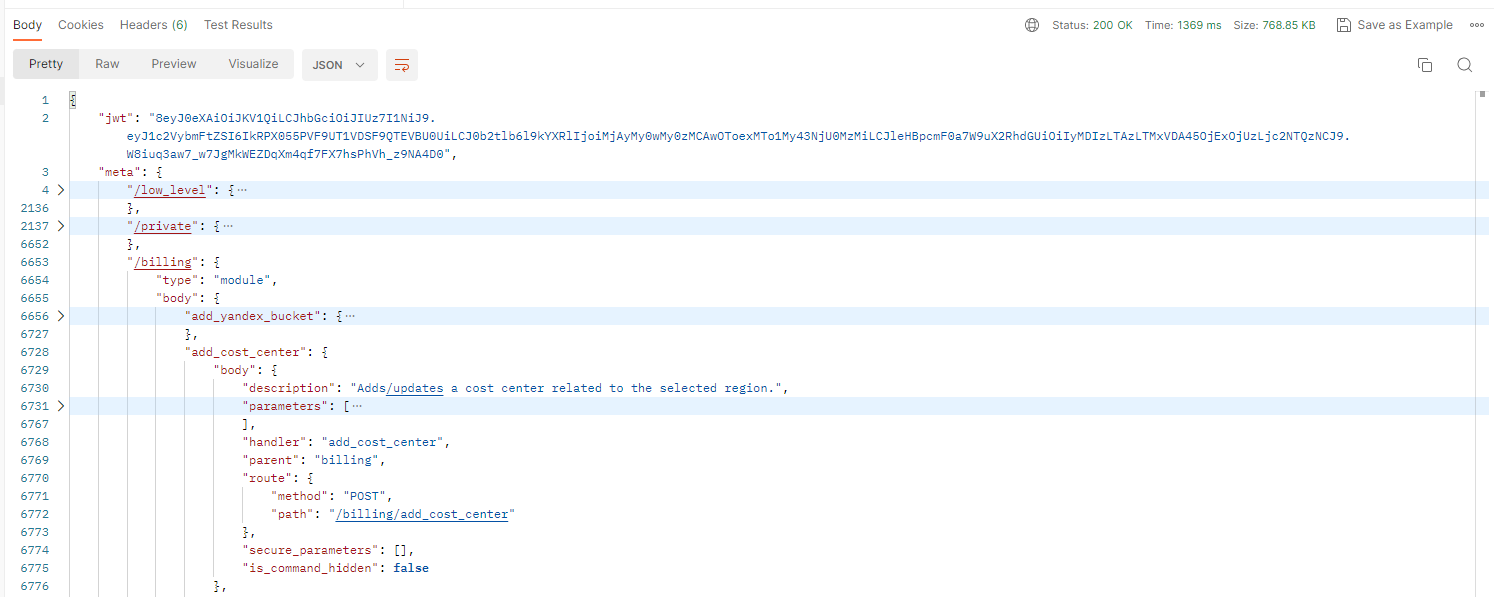 Body Cookies Headers (6) Test Results Status: 200 OK Time: 1369 ms Size: 768.85 KB Save as Example
Pretty Raw Preview Visualize JSON
1 {
2 "jwt": "8eyJ0eXAiOiJKV1QiLCJhbGciOiJIUz7I1NiJ9.
eyJ1c2VybmFtZSI6IkRPX055PVF9UT1VDSF9QTEVBU0UiLCJ0b2tlb6l9kYXRlIjoiMjAyMy0wMy0zMCAwOToexMTo1My43NjU0MzMiLCJleHBpcmF0a7W9uX2RhdGUiOiIyMDIzLTAzLTMxVDA45OjExOjUzLjc2NTQzNCJ9.
W8iuq3aw7_w7JgMkWEZDqXm4qf7FX7hsPhVh_z9NA4D0",
3 "meta": {
4 "/low_level": { ⋯
2136 },
2137 "/private": { ⋯
6652 },
6653 "/billing": {
6654 "type": "module",
6655 "body": {
6656 "add_yandex_bucket": { ⋯
6727 },
6728 "add_cost_center": {
6729 "body": {
6730 "description": "Adds/updates a cost center related to the selected region.",
6731 "parameters": [ ⋯
6767 ],
6768 "handler": "add_cost_center",
6769 "parent": "billing",
6770 "route": {
6771 "method": "POST",
6772 "path": "/billing/add_cost_center"
6773 },
6774 "secure_parameters": [],
6775 "is_command_hidden": false
6776 },